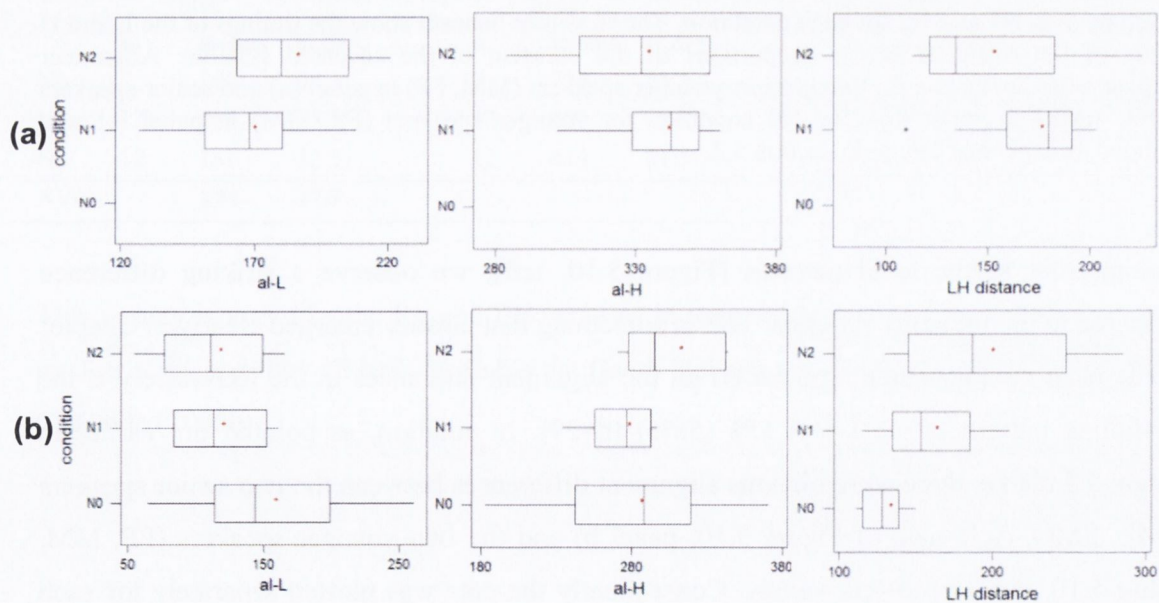 (a)
condition
N2
N1
N0
120 170 220
al-L
N2
N1
N0
280 330 380
al-H
N2
N1
N0
100 150 200
LH distance
(b)
condition
N2
N1
N0
50 150 250
al-L
N2
N1
N0
180 280 380
al-H
N2
N1
N0
100 200 300
LH distance